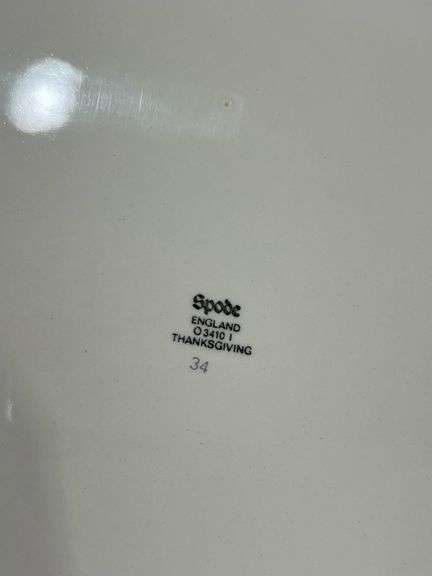 Spode
ENGLAND
O 3410 I
THANKSGIVING
34